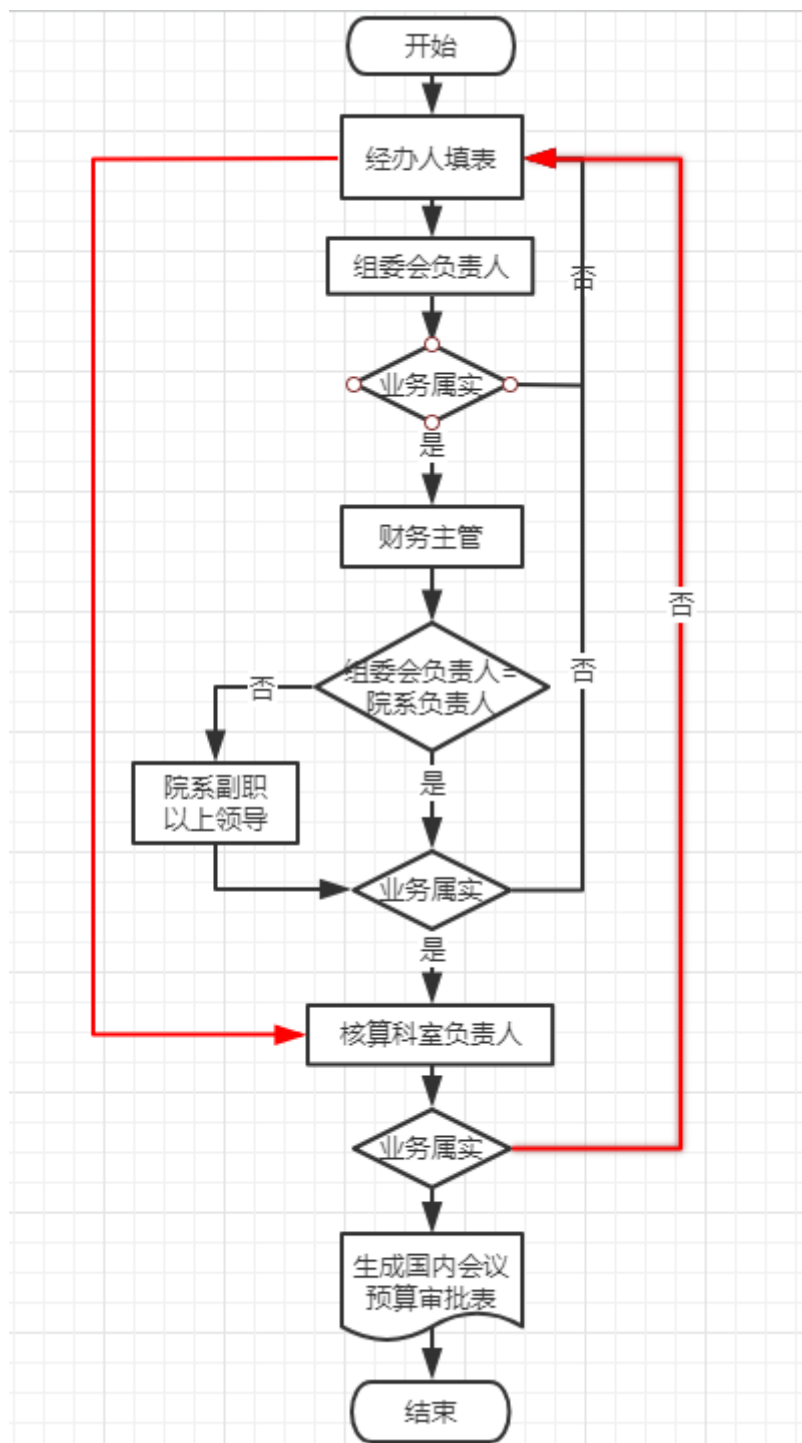 开始
经办人填表
组委会负责人
否
业务属实
是
财务主管
否
组委会负责人=
院系负责人
否
否
院系副职
以上领导
是
业务属实
是
核算科室负责人
业务属实
生成国内会议
预算审批表
结束